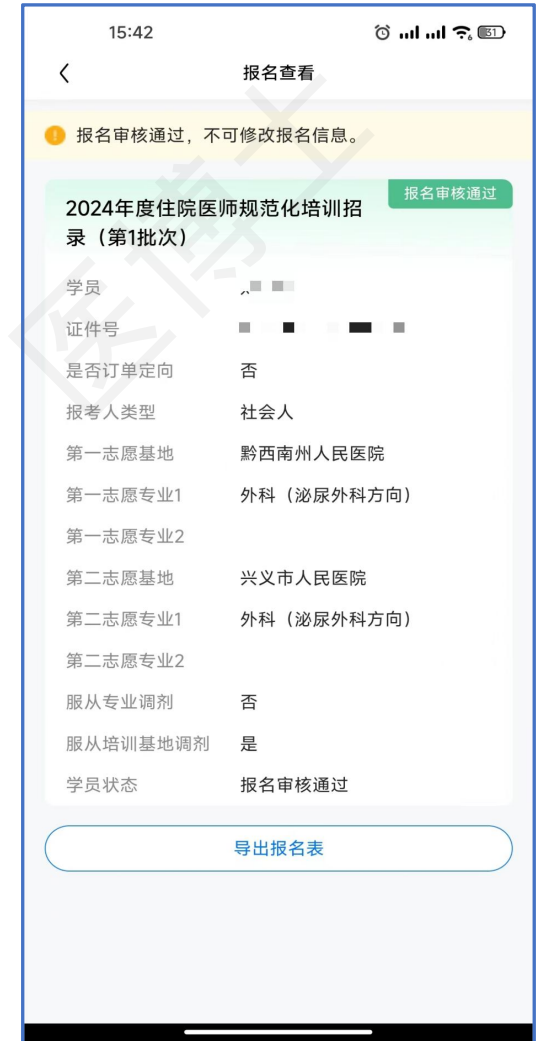 15:42
6
31
报名查看
报名审核通过，不可修改报名信息。
报名审核通过
2024年度住院医师规范化培训招
录（第1批次）
学员
证件号
是否订单定向 否
报考人类型 社会人
第一志愿基地 黔西南州人民医院
第一志愿专业1 外科（泌尿外科方向）
第一志愿专业2
第二志愿基地 兴义市人民医院
第二志愿专业1 外科（泌尿外科方向）
第二志愿专业2
服从专业调剂 否
服从培训基地调剂 是
学员状态 报名审核通过
导出报名表
医博士